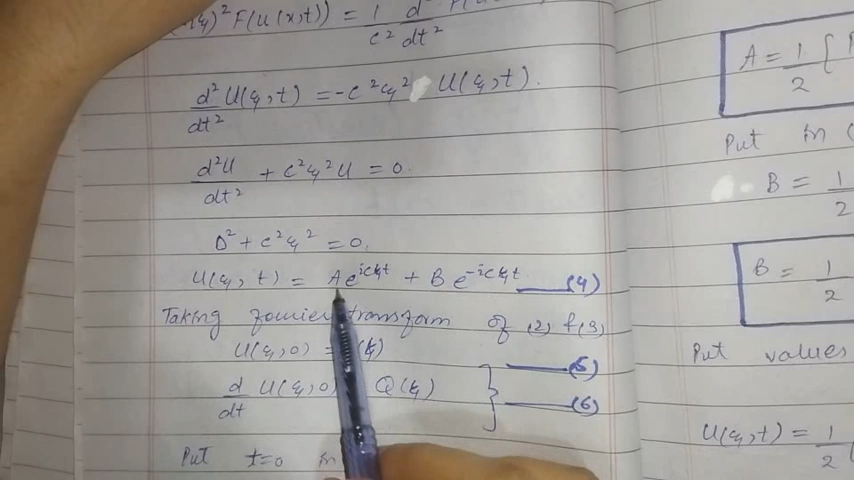 )² F(U(x,t)) = 1/c² d/dt²
d²/dt² U(ξ,t) = -c²ξ² U(ξ,t).
d²U/dt² + c²ξ²U = 0.
D² + c²ξ² = 0.
U(ξ,t) = Ae^{icξt} + Be^{-icξt} (4)
Taking fourier transform of (2) & (3)
U(ξ,0) = (ξ) (5)
d/dt U(ξ,0) Q(ξ) (6)
Put t=0 in
A = 1/2 {
Put in (
B = 1/2
B = 1/2
Put values
U(ξ,t) = 1/2